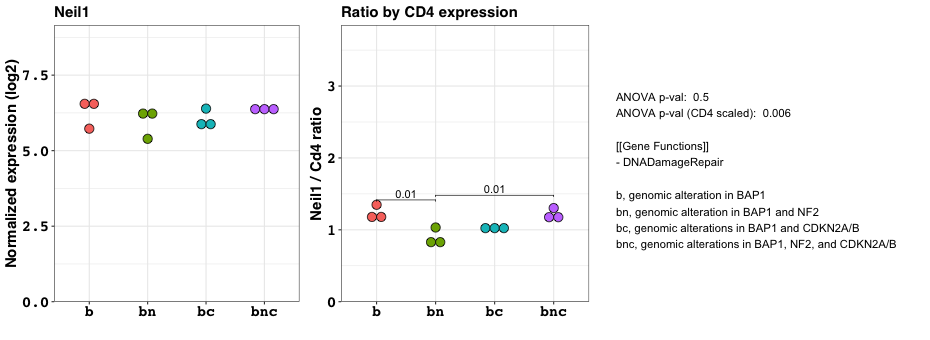 Neil1
Normalized expression (log2)
7.5
5.0
2.5
0.0
b bn bc bnc
Ratio by CD4 expression
Neil1 / Cd4 ratio
3
2
1
0
0.01
0.01
b bn bc bnc
ANOVA p-val: 0.5
ANOVA p-val (CD4 scaled): 0.006
[[Gene Functions]]
- DNADamageRepair
b, genomic alteration in BAP1
bn, genomic alteration in BAP1 and NF2
bc, genomic alterations in BAP1 and CDKN2A/B
bnc, genomic alterations in BAP1, NF2, and CDKN2A/B